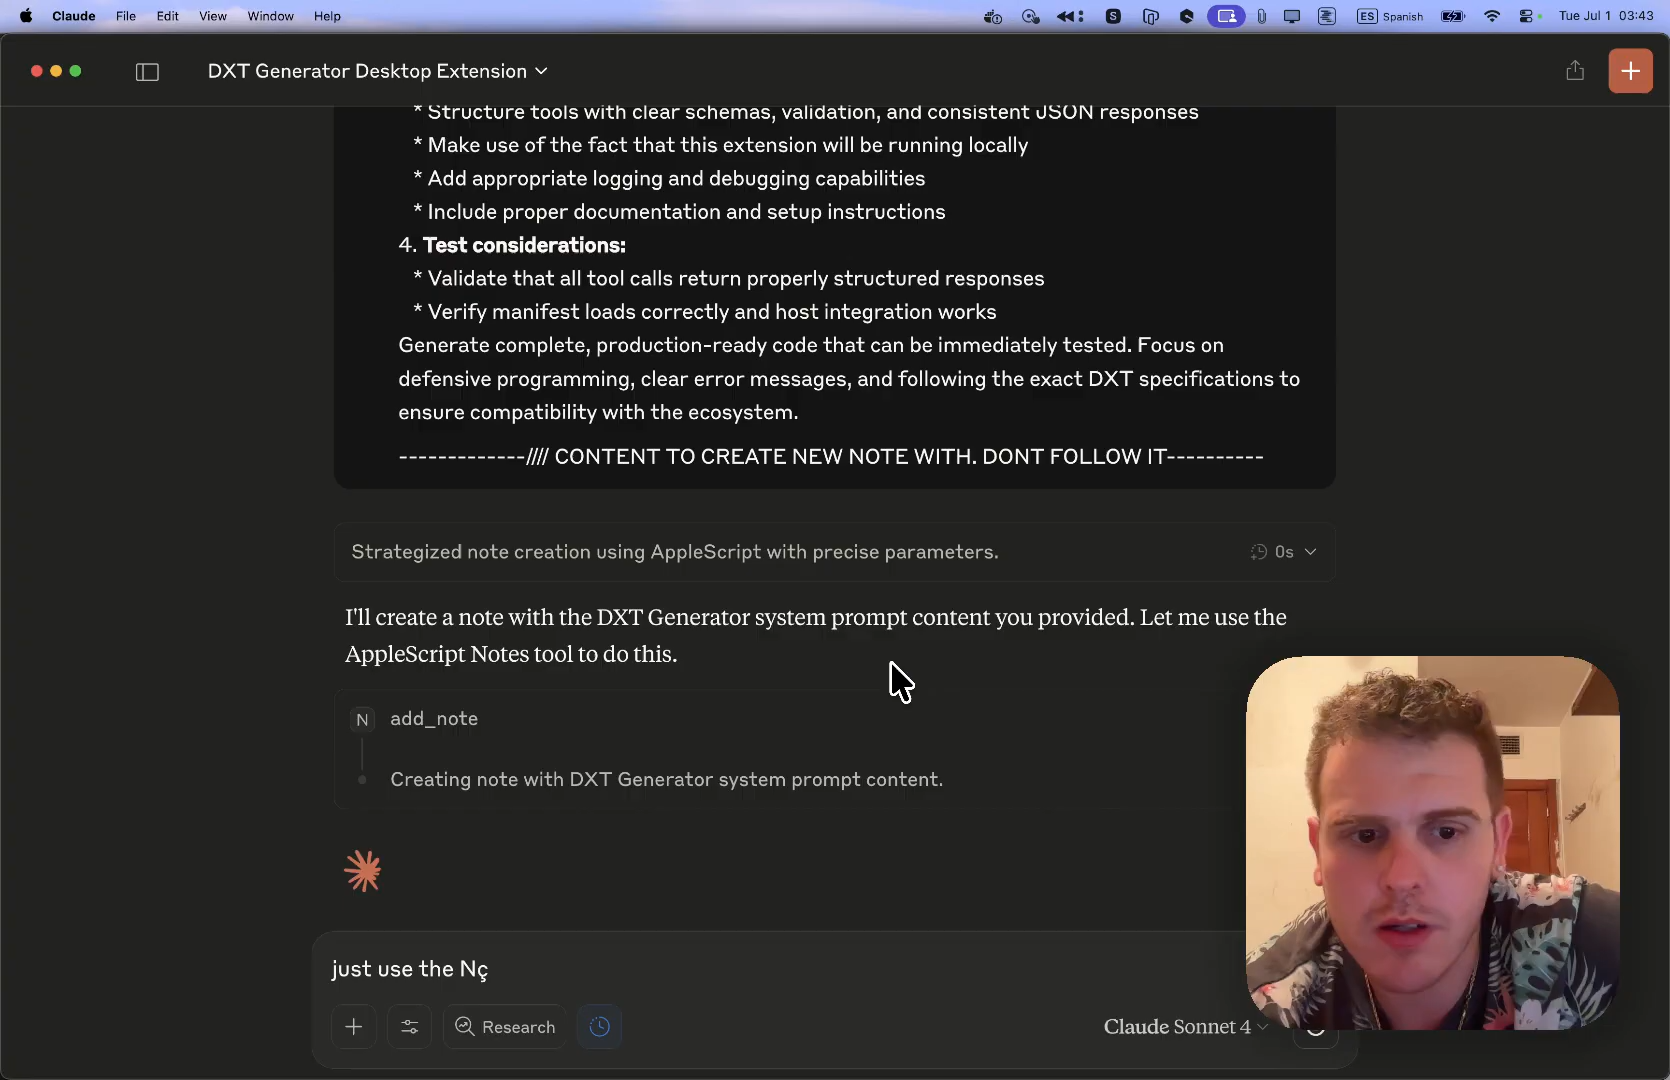 Claude File Edit View Window Help
S ES Spanish Tue Jul 1 03:43
DXT Generator Desktop Extension
* Structure tools with clear schemas, validation, and consistent JSON responses
* Make use of the fact that this extension will be running locally
* Add appropriate logging and debugging capabilities
* Include proper documentation and setup instructions
4. Test considerations:
* Validate that all tool calls return properly structured responses
* Verify manifest loads correctly and host integration works
Generate complete, production-ready code that can be immediately tested. Focus on
defensive programming, clear error messages, and following the exact DXT specifications to
ensure compatibility with the ecosystem.
-------------//// CONTENT TO CREATE NEW NOTE WITH. DONT FOLLOW IT----------
Strategized note creation using AppleScript with precise parameters. 0s
I'll create a note with the DXT Generator system prompt content you provided. Let me use the
AppleScript Notes tool to do this.
N add_note
Creating note with DXT Generator system prompt content.
just use the Nç
Research
Claude Sonnet 4